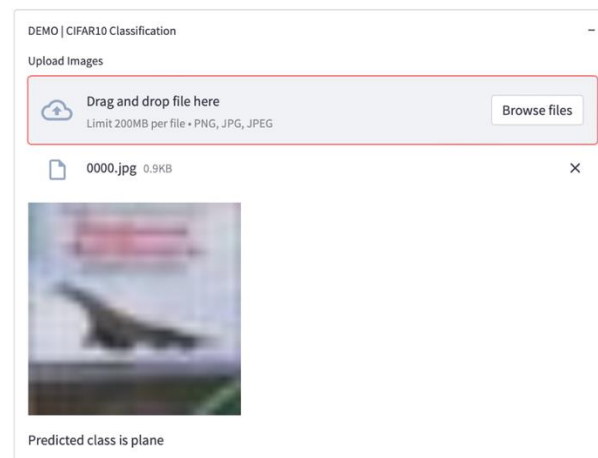 DEMO | CIFAR10 Classification
Upload Images
Drag and drop file here
Limit 200MB per file • PNG, JPG, JPEG
Browse files
0000.jpg 0.9KB
Predicted class is plane